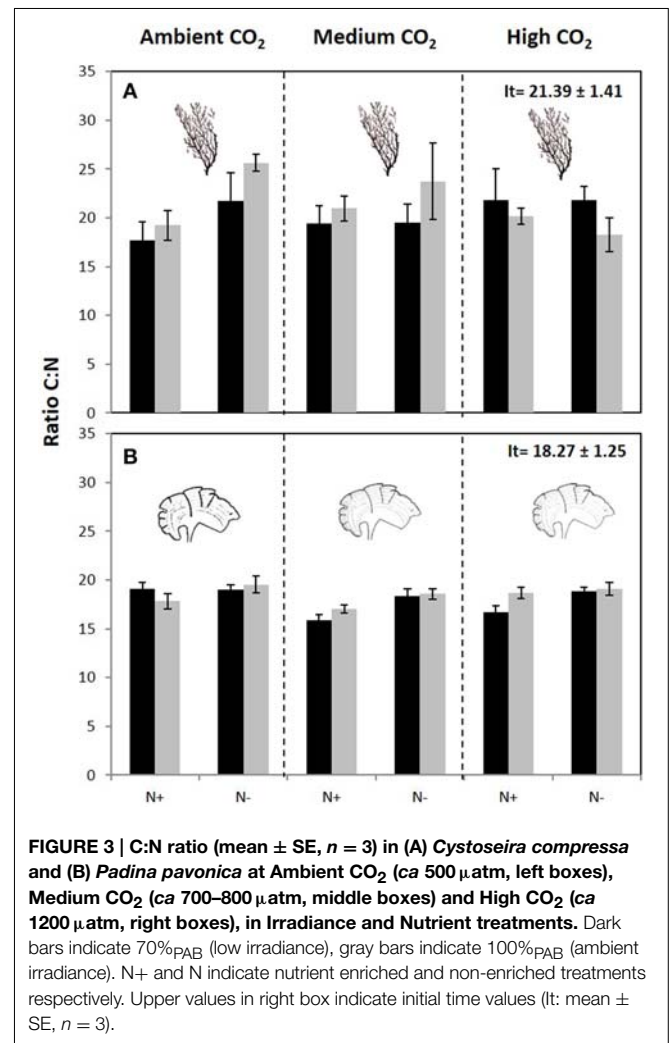 Ambient CO₂ Medium CO₂ High CO₂
35
30
25
20
15
10
5
0
A
It= 21.39 ± 1.41
Ratio C:N
35
30
25
20
15
10
5
0
B
It= 18.27 ± 1.25
N+ N- N+ N- N+ N-
FIGURE 3 | C:N ratio (mean ± SE, n = 3) in (A) Cystoseira compressa
and (B) Padina pavonica at Ambient CO₂ (ca 500 µatm, left boxes),
Medium CO₂ (ca 700–800 µatm, middle boxes) and High CO₂ (ca
1200 µatm, right boxes), in Irradiance and Nutrient treatments. Dark
bars indicate 70%PAB (low irradiance), gray bars indicate 100%PAB (ambient
irradiance). N+ and N indicate nutrient enriched and non-enriched treatments
respectively. Upper values in right box indicate initial time values (It: mean ±
SE, n = 3).